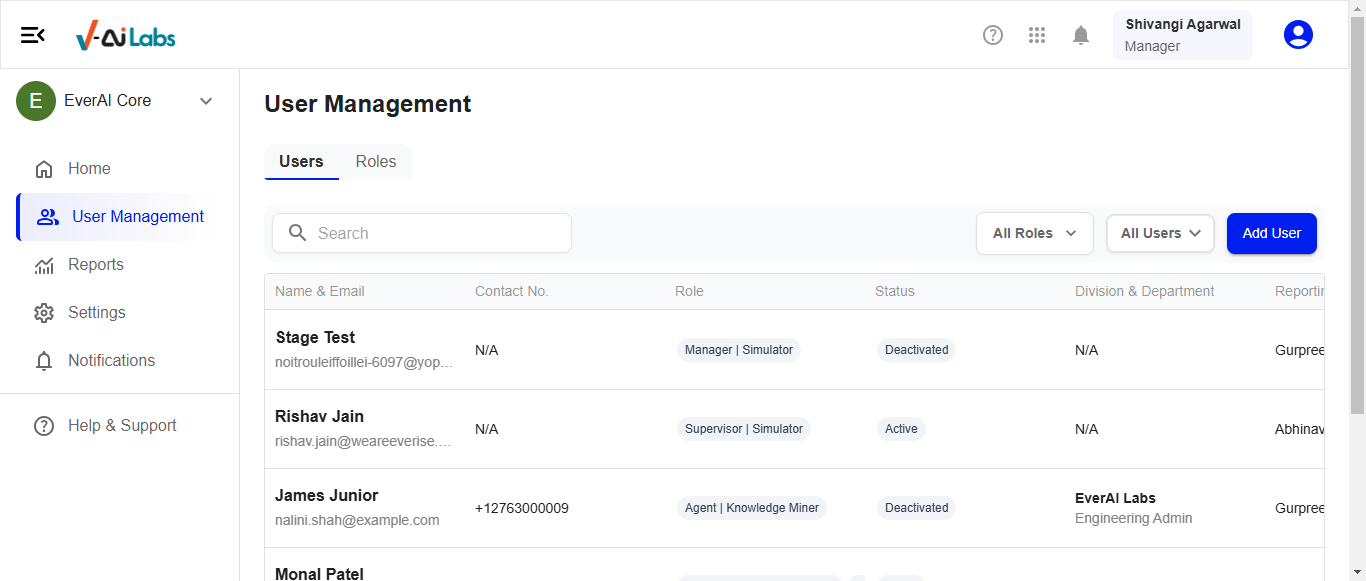 V-Ai Labs
Shivangi Agarwal
Manager
E
EverAI Core
Home
User Management
Reports
Settings
Notifications
Help & Support
User Management
Users Roles
Search
All Roles All Users Add User
Name & Email Contact No. Role Status Division & Department Reportin
Stage Test
noitrouleiffoillei-6097@yop...
N/A
Manager | Simulator
Deactivated
N/A
Gurpree
Rishav Jain
rishav.jain@weareeverise....
N/A
Supervisor | Simulator
Active
N/A
Abhinav
James Junior
nalini.shah@example.com
+12763000009
Agent | Knowledge Miner
Deactivated
EverAI Labs
Engineering Admin
Gurpree
Monal Patel